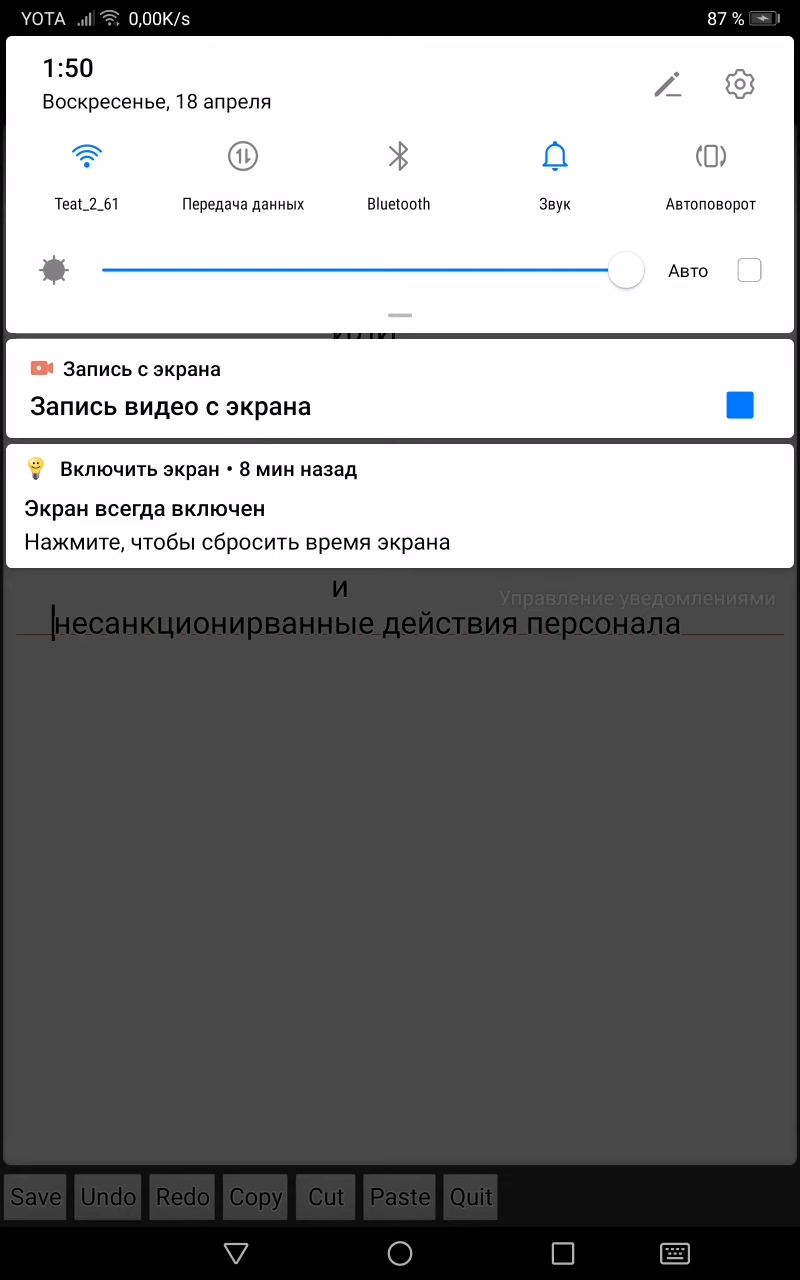 YOTA 0,00K/s 87 %
1:50
Воскресенье, 18 апреля
Teat_2_61 Передача данных Bluetooth Звук Автоповорот
Авто
или
Запись с экрана
Запись видео с экрана
Включить экран • 8 мин назад
Экран всегда включен
Нажмите, чтобы сбросить время экрана
и
Управление уведомлениями
несанкционирванные действия персонала
Save Undo Redo Copy Cut Paste Quit